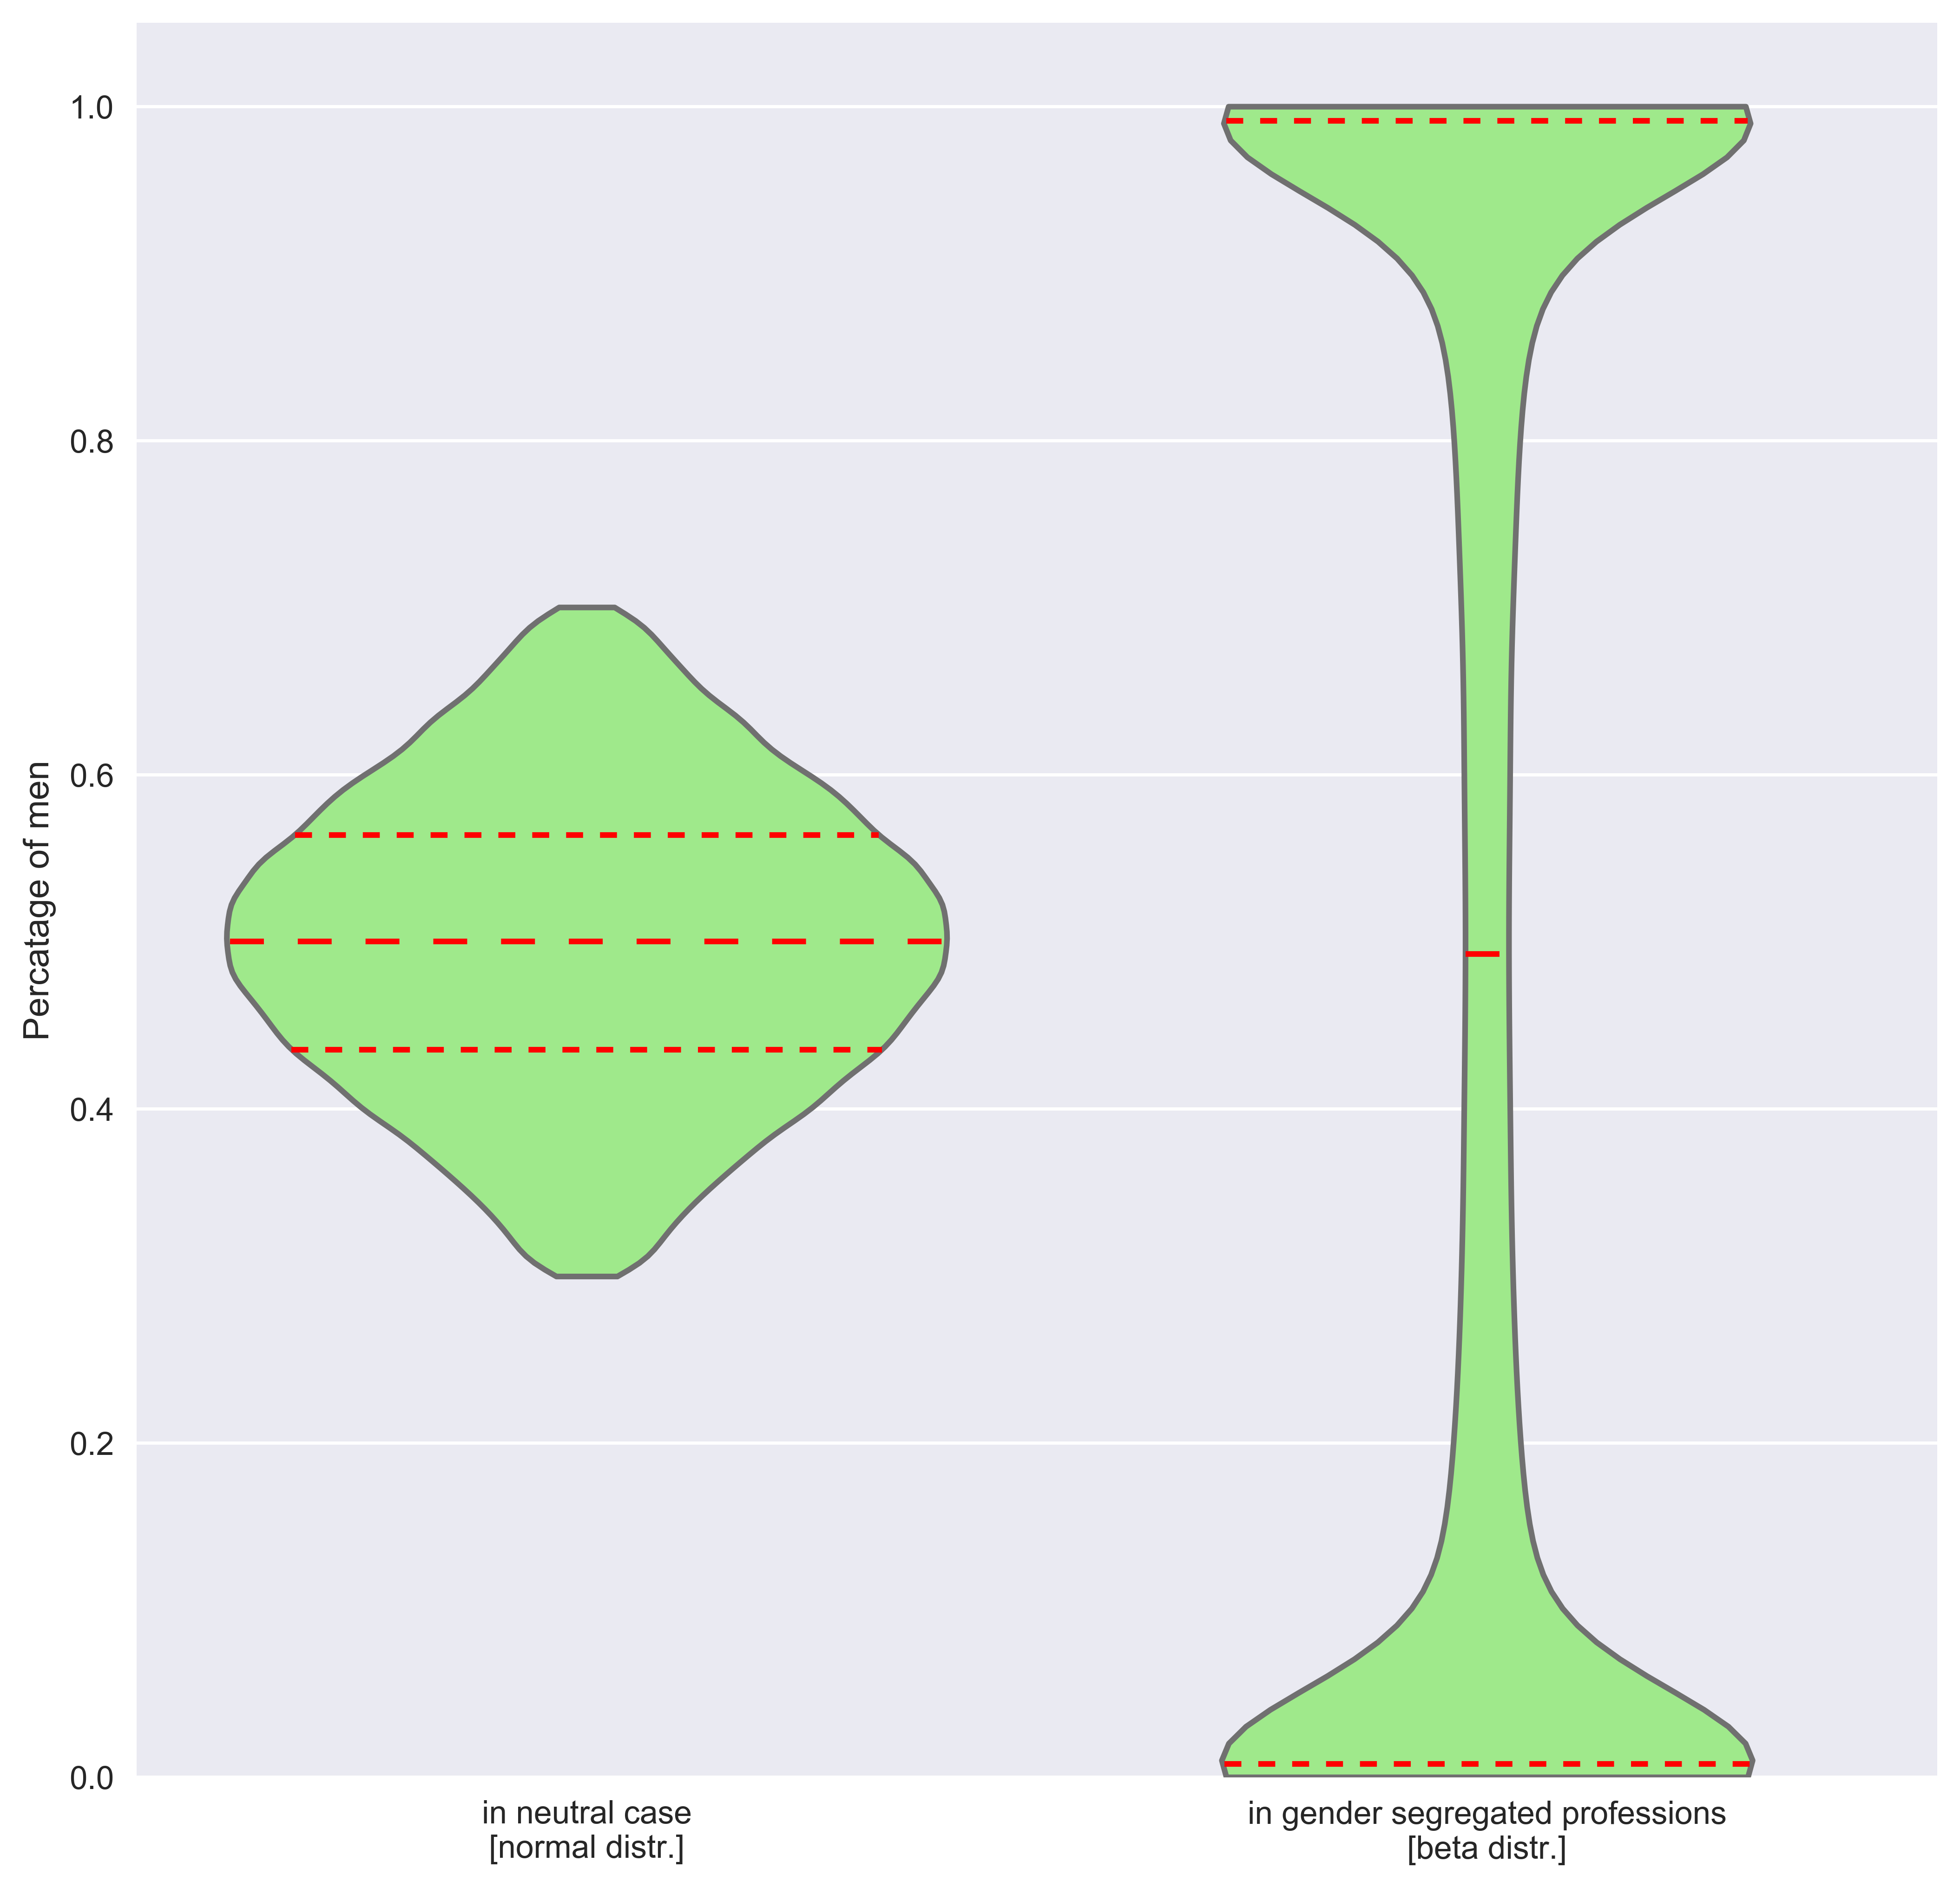 1.0
0.8
0.6
0.4
0.2
0.0
Percatage of men
in neutral case
[normal distr.]
in gender segregated professions
[beta distr.]